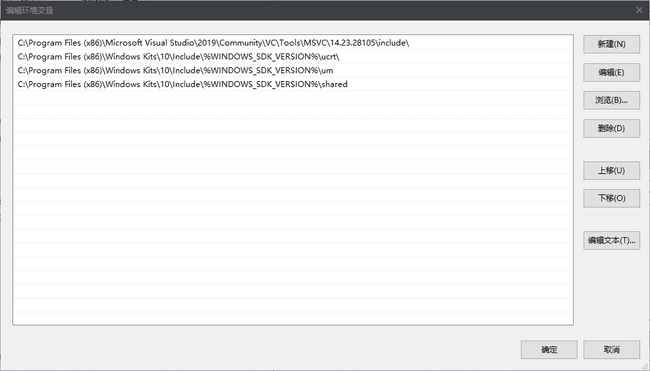 编辑环境变量
C:\Program Files (x86)\Microsoft Visual Studio\2019\Community\VC\Tools\MSVC\14.23.28105\include\
C:\Program Files (x86)\Windows Kits\10\Include\%WINDOWS_SDK_VERSION%\ucrt\
C:\Program Files (x86)\Windows Kits\10\Include\%WINDOWS_SDK_VERSION%\um
C:\Program Files (x86)\Windows Kits\10\Include\%WINDOWS_SDK_VERSION%\shared
新建(N)
编辑(E)
浏览(B)...
删除(D)
上移(U)
下移(O)
编辑文本(T)...
确定
取消